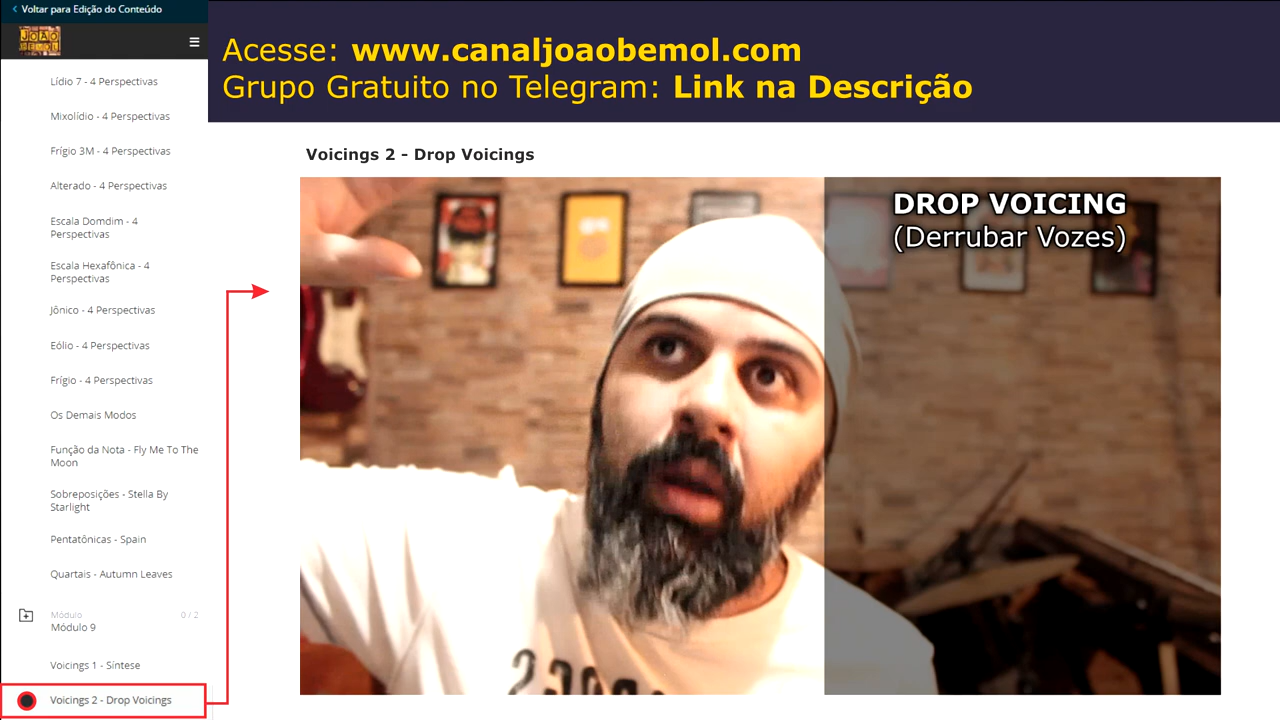 Voltar para Edição do Conteúdo
JOÃO
BEMOL
Acesse: www.canaljoaobemol.com
Grupo Gratuito no Telegram: Link na Descrição
Lídio 7 - 4 Perspectivas
Mixolídio - 4 Perspectivas
Frígio 3M - 4 Perspectivas
Alterado - 4 Perspectivas
Escala Domdim - 4
Perspectivas
Escala Hexafônica - 4
Perspectivas
Jônico - 4 Perspectivas
Eólio - 4 Perspectivas
Frígio - 4 Perspectivas
Os Demais Modos
Função da Nota - Fly Me To The
Moon
Sobreposições - Stella By
Starlight
Pentatônicas - Spain
Quartais - Autumn Leaves
Módulo 0 / 2
Módulo 9
Voicings 1 - Síntese
Voicings 2 - Drop Voicings
Voicings 2 - Drop Voicings
DROP VOICING
(Derrubar Vozes)